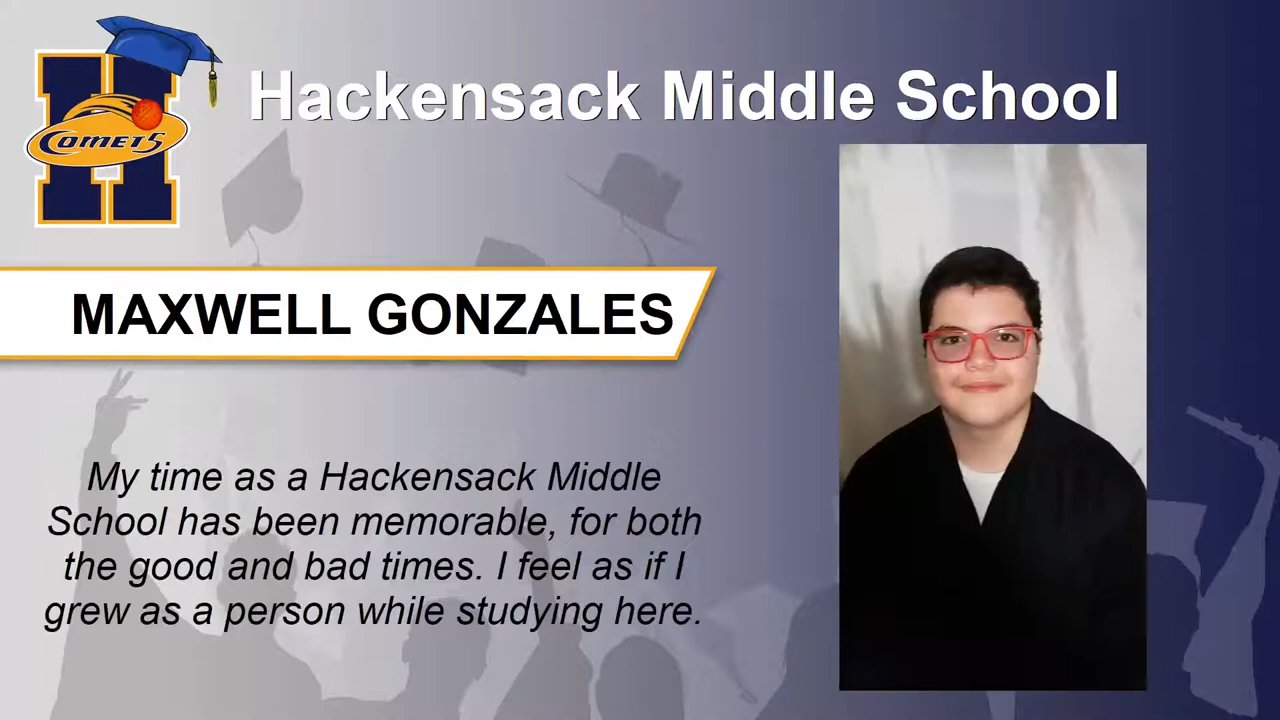 Hackensack Middle School
COMETS
MAXWELL GONZALES
My time as a Hackensack Middle
School has been memorable, for both
the good and bad times. I feel as if I
grew as a person while studying here.